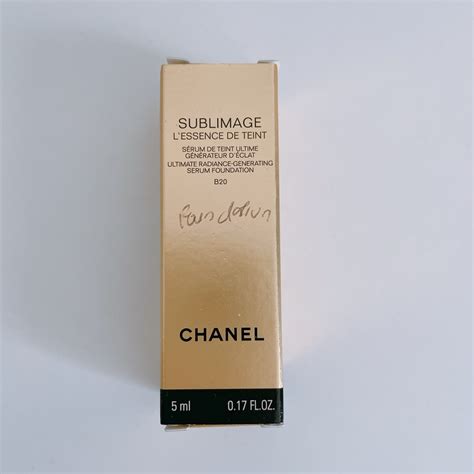 SUBLIMAGE
L'ESSENCE DE TEINT
SÉRUM DE TEINT ULTIME
GÉNÉRATEUR D'ÉCLAT
ULTIMATE RADIANCE-GENERATING
SERUM FOUNDATION
B20
Foundation
CHANEL
5 ml 0.17 FL.OZ.